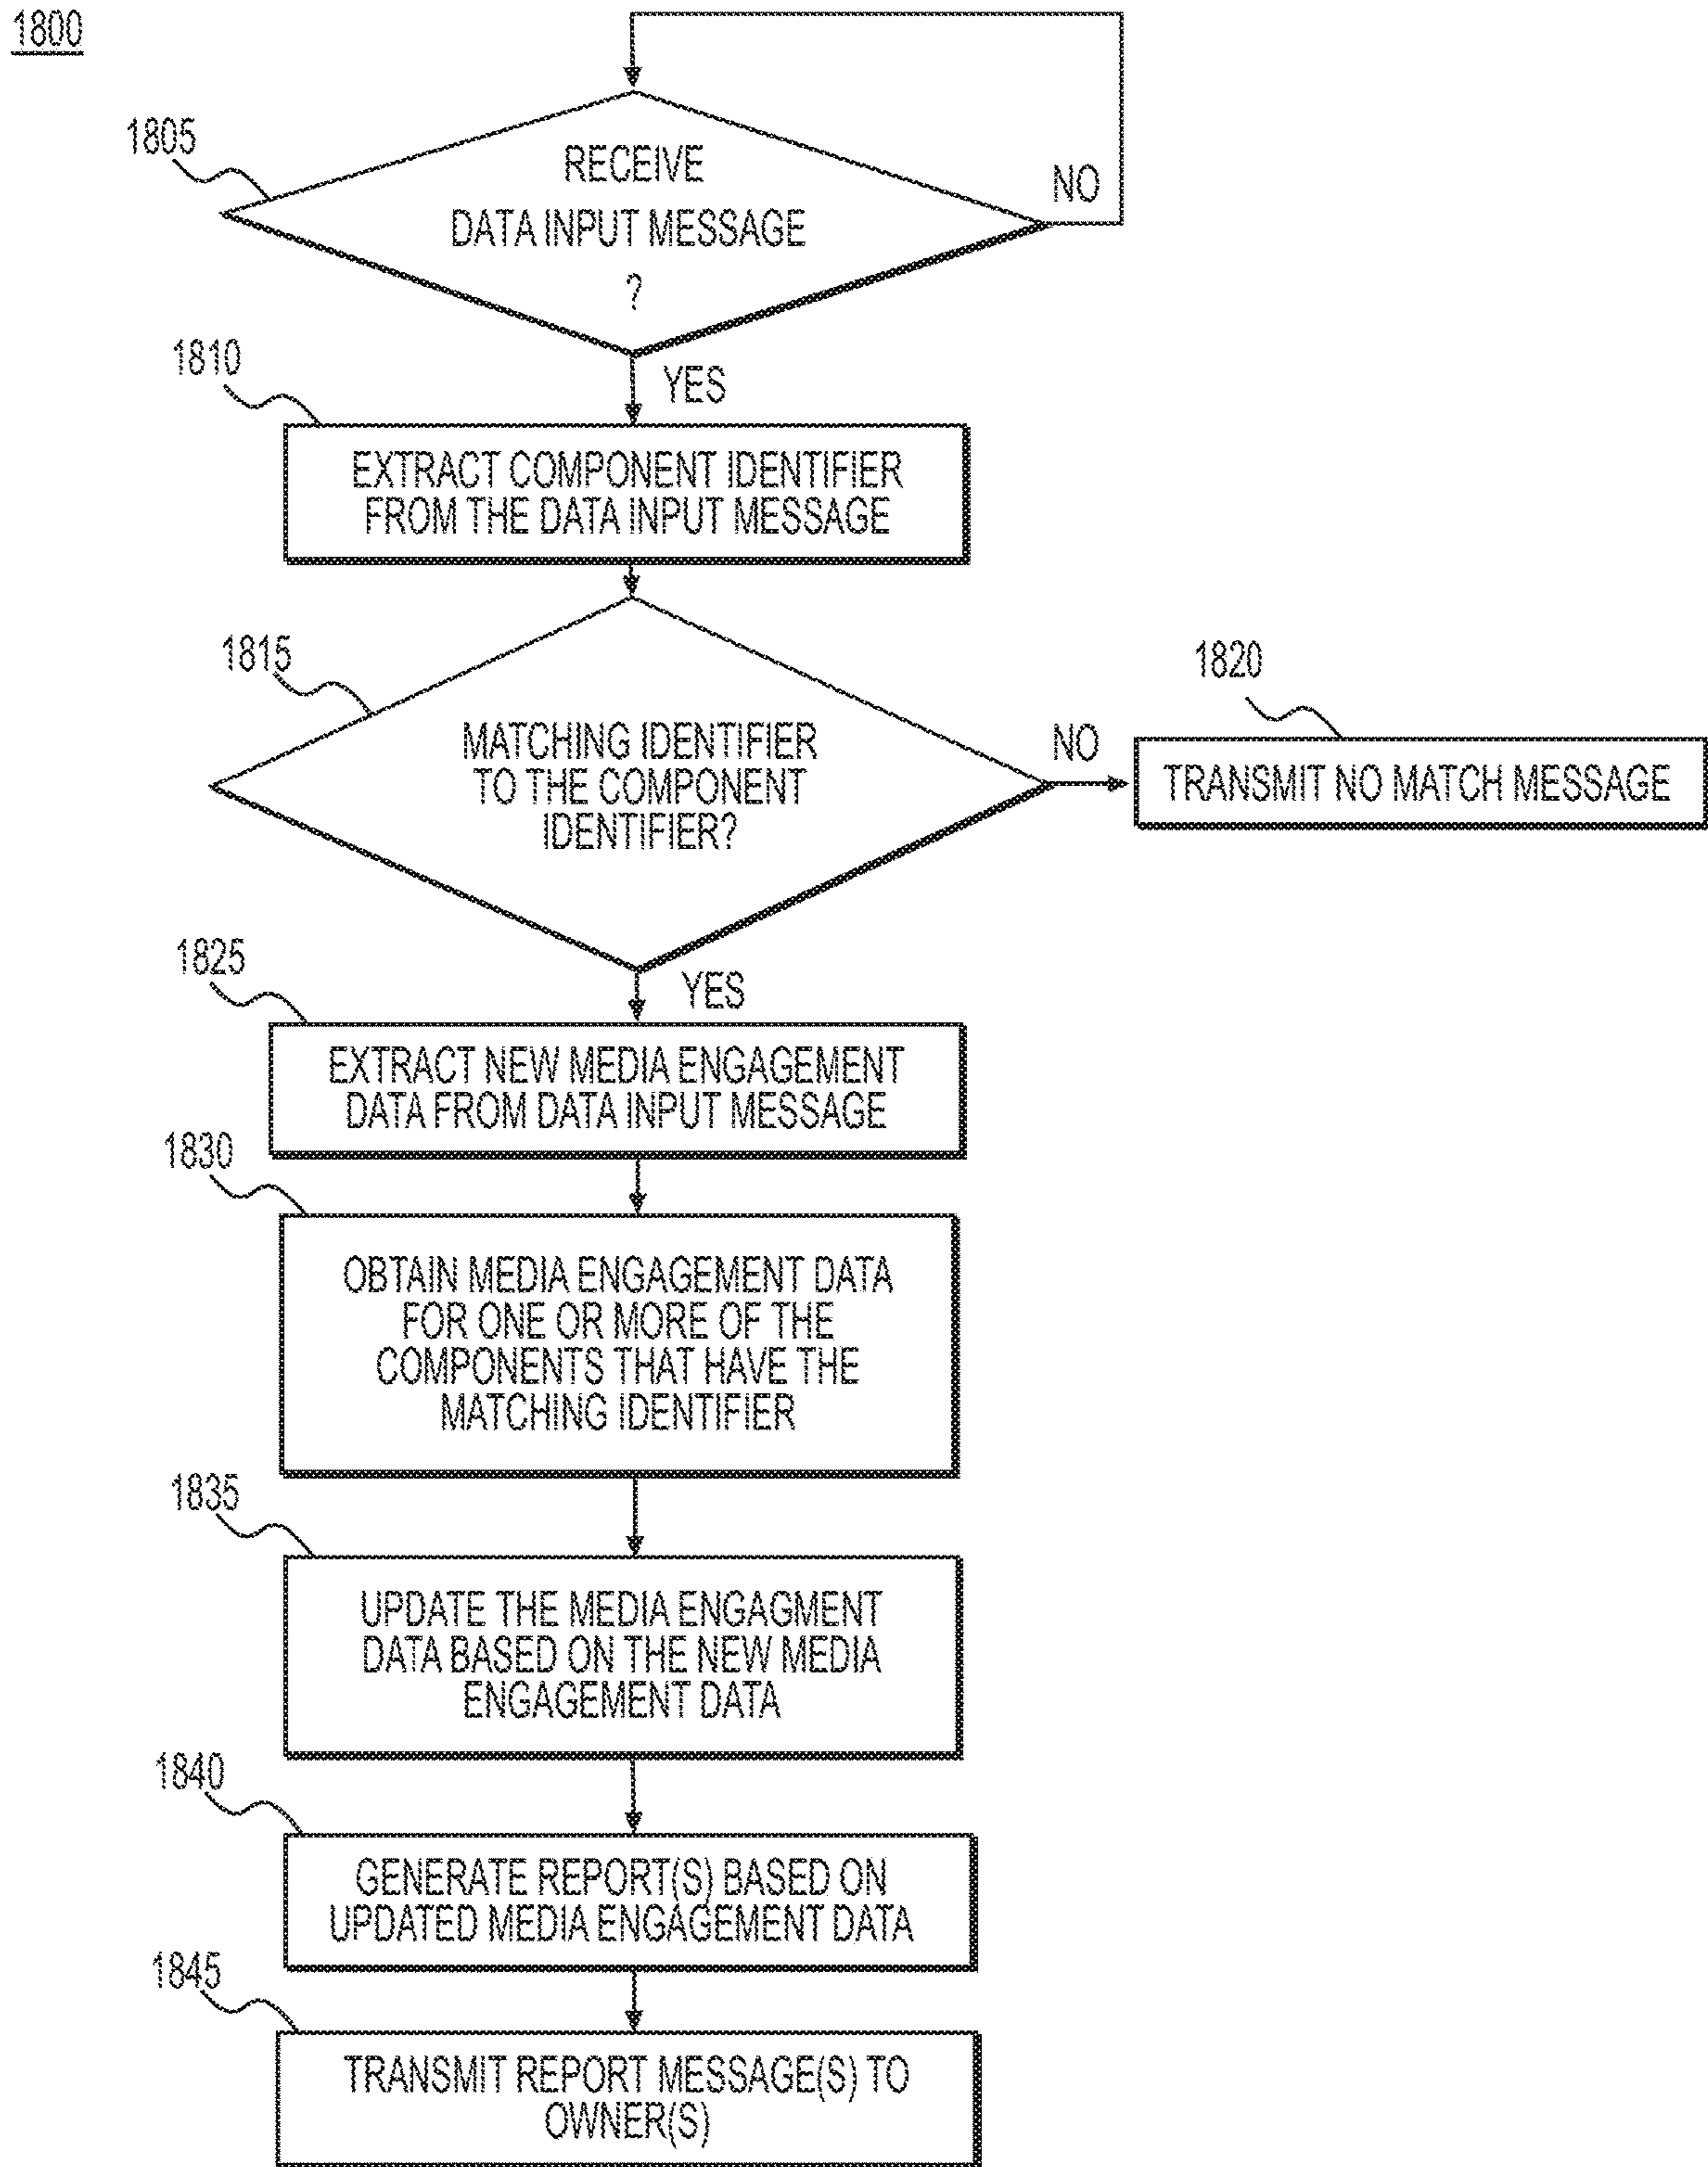 1800
1805
RECEIVE
DATA INPUT MESSAGE
?
NO
1810
YES
EXTRACT COMPONENT IDENTIFIER
FROM THE DATA INPUT MESSAGE
1815
MATCHING IDENTIFIER
TO THE COMPONENT
IDENTIFIER?
NO
1820
TRANSMIT NO MATCH MESSAGE
1825
YES
EXTRACT NEW MEDIA ENGAGEMENT
DATA FROM DATA INPUT MESSAGE
1830
OBTAIN MEDIA ENGAGEMENT DATA
FOR ONE OR MORE OF THE
COMPONENTS THAT HAVE THE
MATCHING IDENTIFIER
1835
UPDATE THE MEDIA ENGAGMENT
DATA BASED ON THE NEW MEDIA
ENGAGEMENT DATA
1840
GENERATE REPORT(S) BASED ON
UPDATED MEDIA ENGAGEMENT DATA
1845
TRANSMIT REPORT MESSAGE(S) TO
OWNER(S)